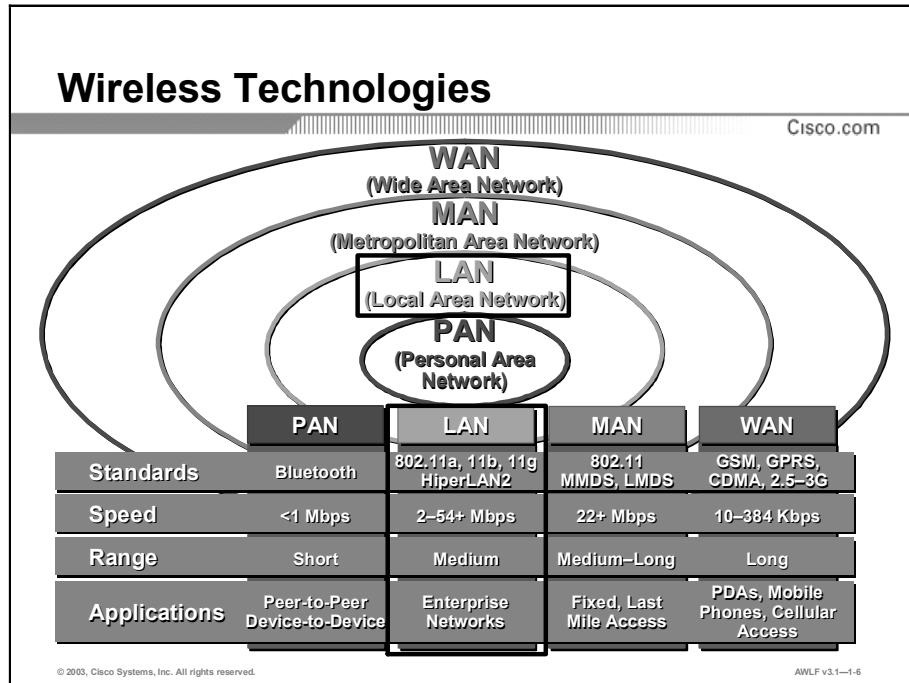 Wireless Technologies
Cisco.com
WAN
(Wide Area Network)
MAN
(Metropolitan Area Network)
LAN
(Local Area Network)
PAN
(Personal Area
Network)
PAN LAN MAN WAN
Standards Bluetooth 802.11a, 11b, 11g HiperLAN2 802.11 MMDS, LMDS GSM, GPRS, CDMA, 2.5–3G
Speed <1 Mbps 2–54+ Mbps 22+ Mbps 10–384 Kbps
Range Short Medium Medium–Long Long
Applications Peer-to-Peer Device-to-Device Enterprise Networks Fixed, Last Mile Access PDAs, Mobile Phones, Cellular Access
© 2003, Cisco Systems, Inc. All rights reserved. AWLF v3.1—1-6